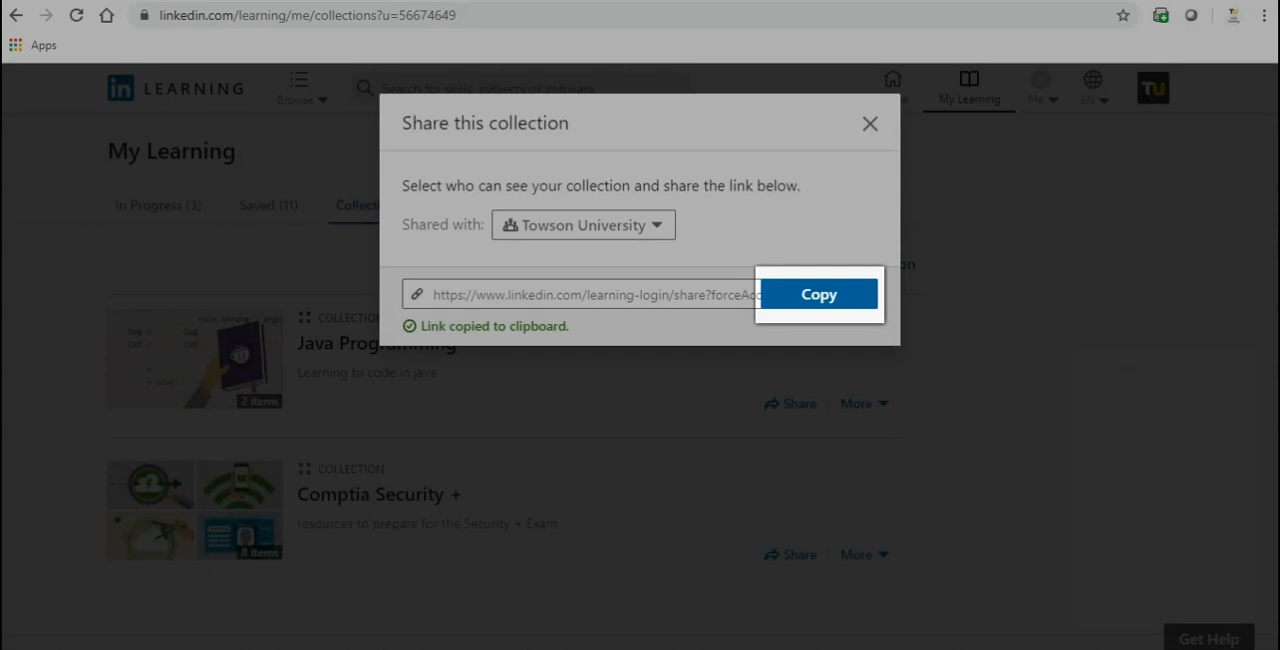 linkedin.com/learning/me/collections?u=56674649
Apps
in LEARNING
Browse
Search for skills, subjects or software
My Learning
Me
EN
TU
Share this collection
My Learning
Select who can see your collection and share the link below.
In Progress (3)
Saved (11)
Collecti
Shared with:
Towson University
on
https://www.linkedin.com/learning-login/share?forceAcc
Copy
Link copied to clipboard.
COLLECTION
Java Programming
Learning to code in java
2 items
Share
More
COLLECTION
Comptia Security +
resources to prepare for the Security + Exam
8 items
Share
More
Get Help